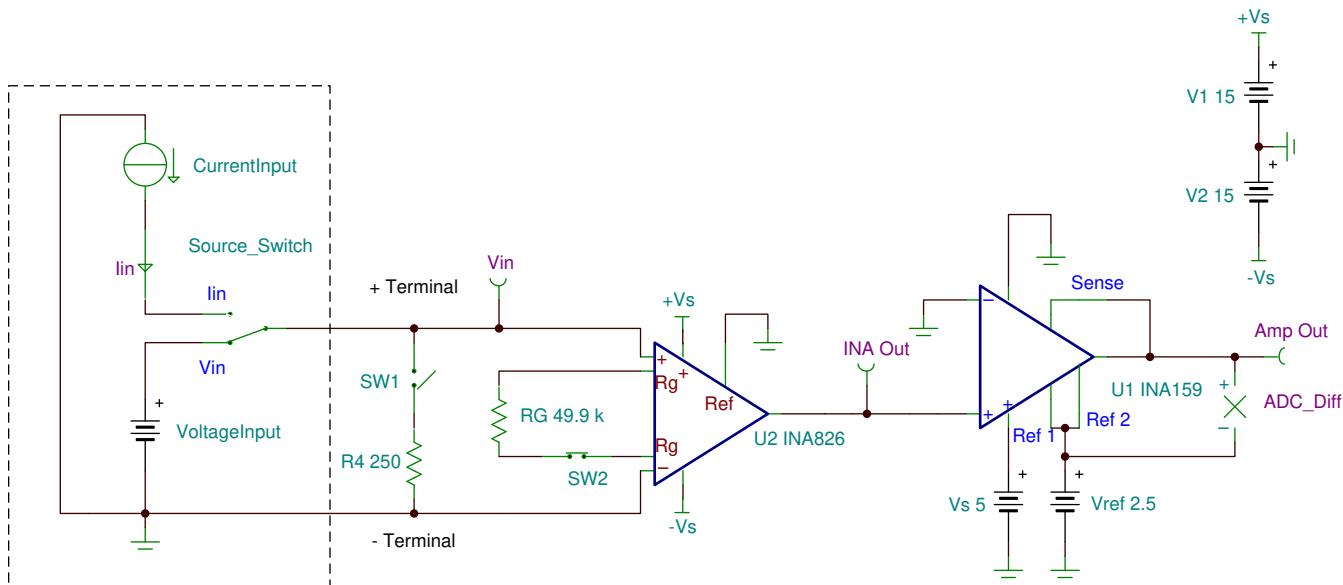 +Vs
+
V1 15
+
V2 15
-Vs
CurrentInput
Source_Switch
Iin
Iin
Vin
+
VoltageInput
+ Terminal
Vin
SW1
R4 250
- Terminal
RG 49.9 k
SW2
+Vs
+
Rg
+
Ref
Rg
−
-Vs
U2 INA826
INA Out
−
Sense
+
+
Ref 1
Ref 2
U1 INA159
Amp Out
+
ADC_Diff
−
+
Vs 5
+
Vref 2.5